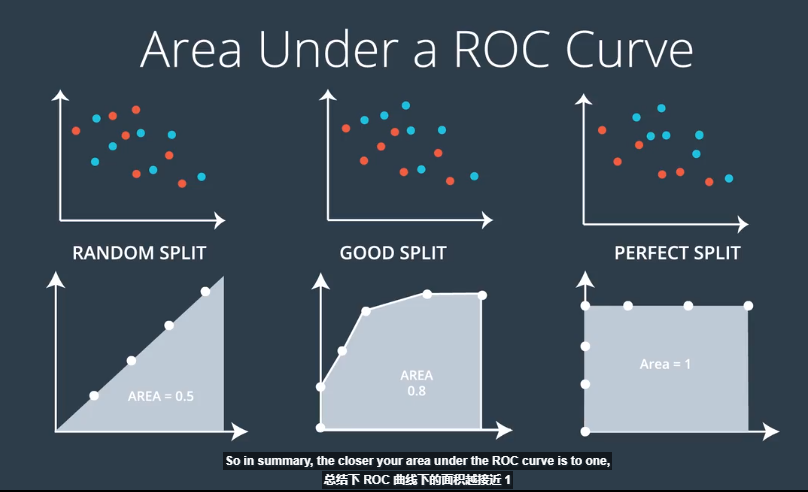 Area Under a ROC Curve
RANDOM SPLIT
GOOD SPLIT
PERFECT SPLIT
AREA = 0.5
AREA
0.8
Area = 1
So in summary, the closer your area under the ROC curve is to one,
总结下 ROC 曲线下的面积越接近 1